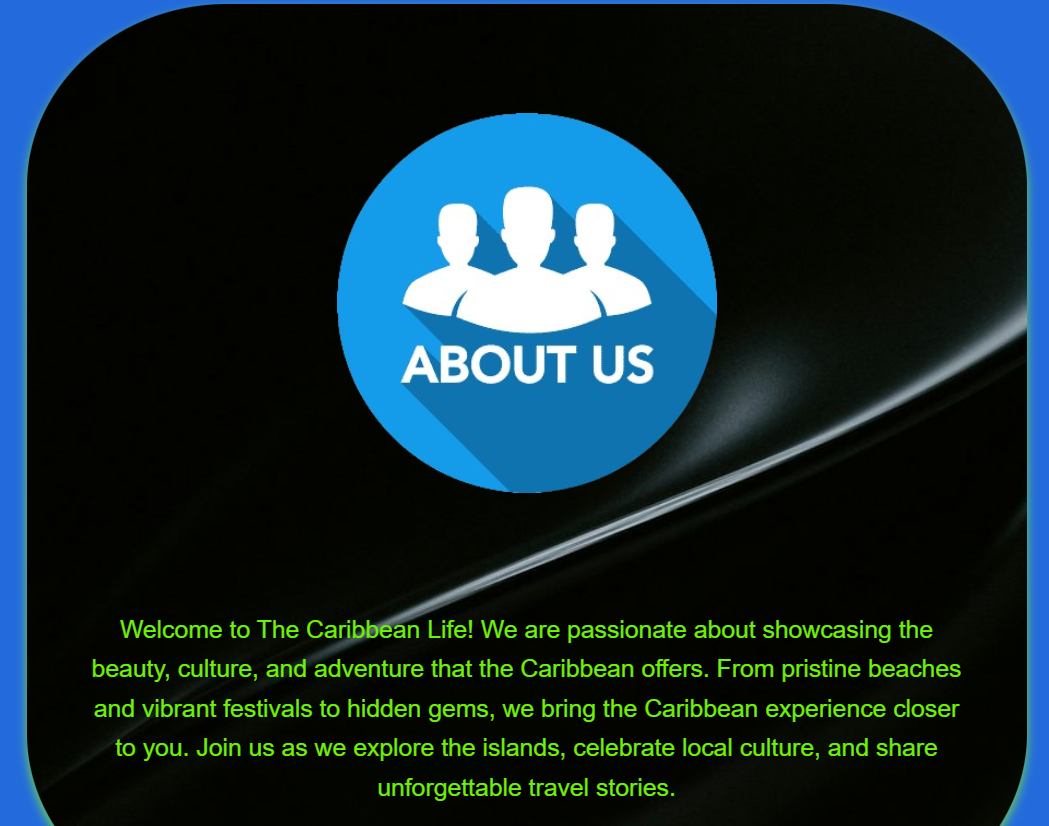 ABOUT US
Welcome to The Caribbean Life! We are passionate about showcasing the
beauty, culture, and adventure that the Caribbean offers. From pristine beaches
and vibrant festivals to hidden gems, we bring the Caribbean experience closer
to you. Join us as we explore the islands, celebrate local culture, and share
unforgettable travel stories.